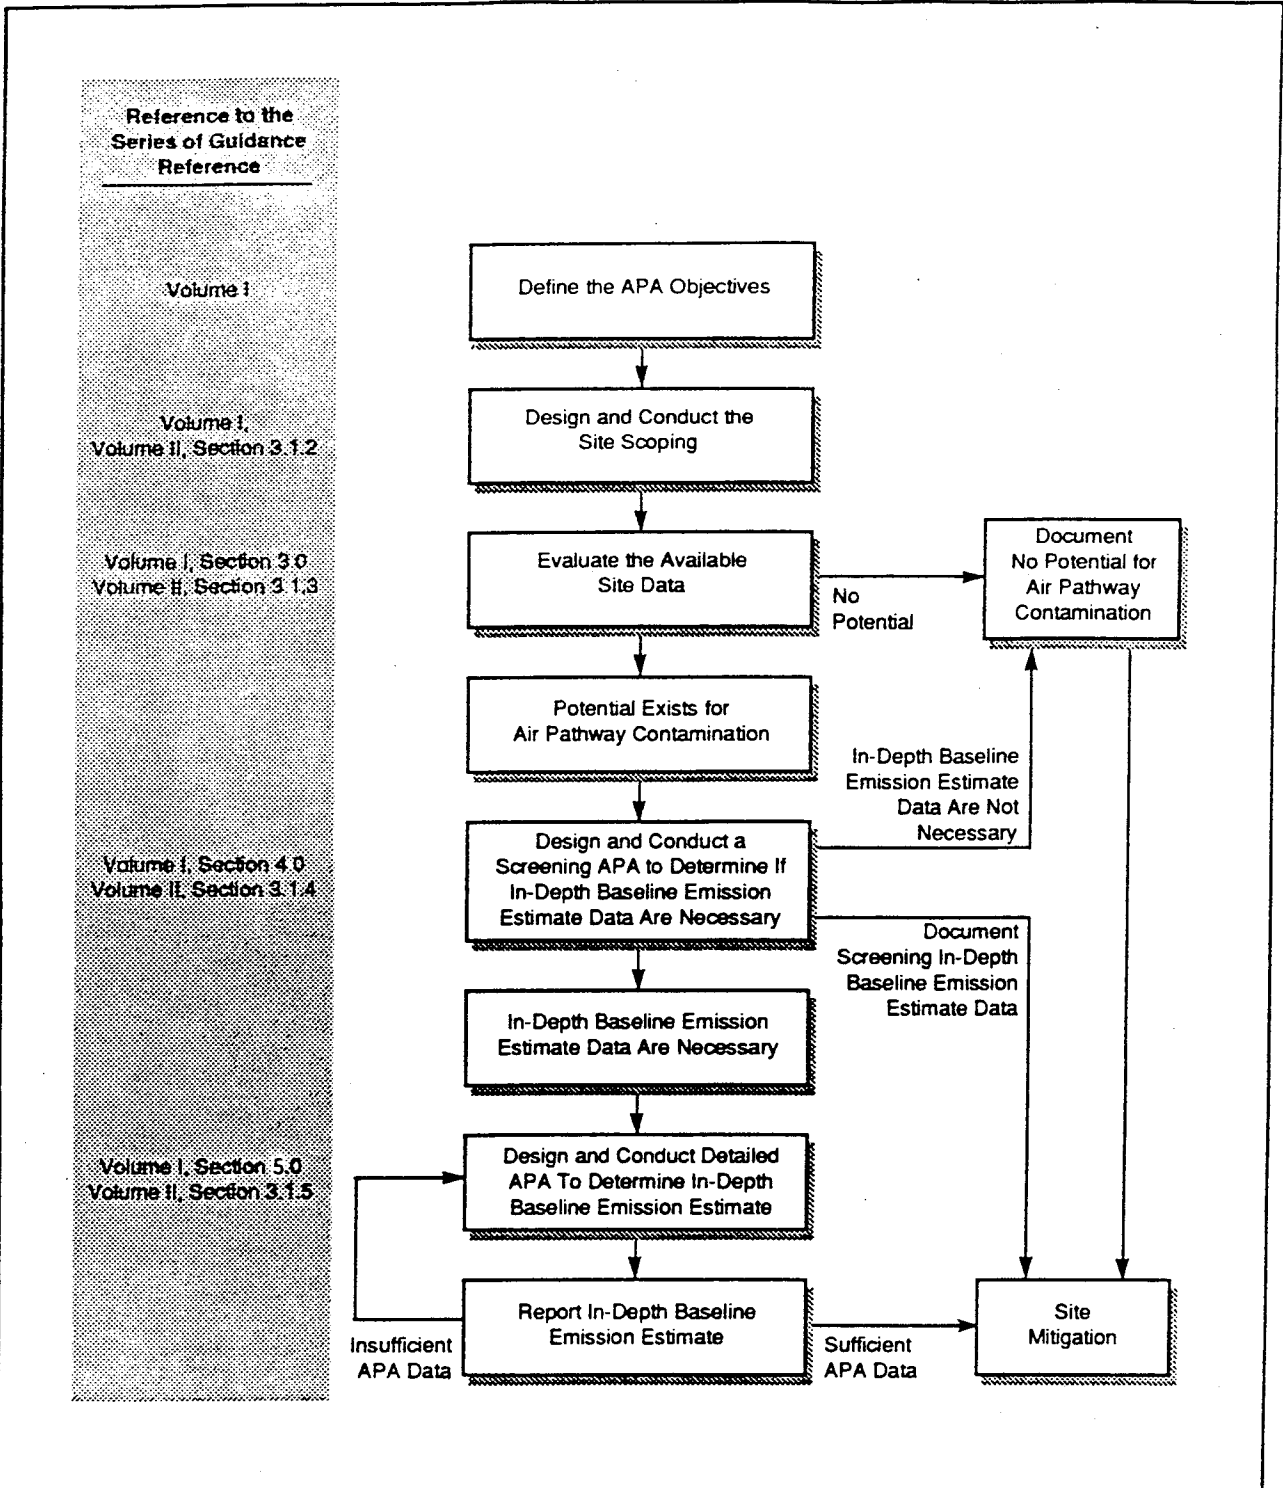 Reference to the
Series of Guidance
Reference
Volume I
Define the APA Objectives
Volume I,
Volume II, Section 3.1.2
Design and Conduct the
Site Scoping
Volume I, Section 3.0
Volume II, Section 3.1.3
Evaluate the Available
Site Data
No
Potential
Document
No Potential for
Air Pathway
Contamination
Potential Exists for
Air Pathway Contamination
In-Depth Baseline
Emission Estimate
Data Are Not
Necessary
Volume I, Section 4.0
Volume II, Section 3.1.4
Design and Conduct a
Screening APA to Determine If
In-Depth Baseline Emission
Estimate Data Are Necessary
Document
Screening In-Depth
Baseline Emission
Estimate Data
In-Depth Baseline Emission
Estimate Data Are Necessary
Volume I, Section 5.0
Volume II, Section 3.1.5
Design and Conduct Detailed
APA To Determine In-Depth
Baseline Emission Estimate
Report In-Depth Baseline
Emission Estimate
Insufficient
APA Data
Sufficient
APA Data
Site
Mitigation